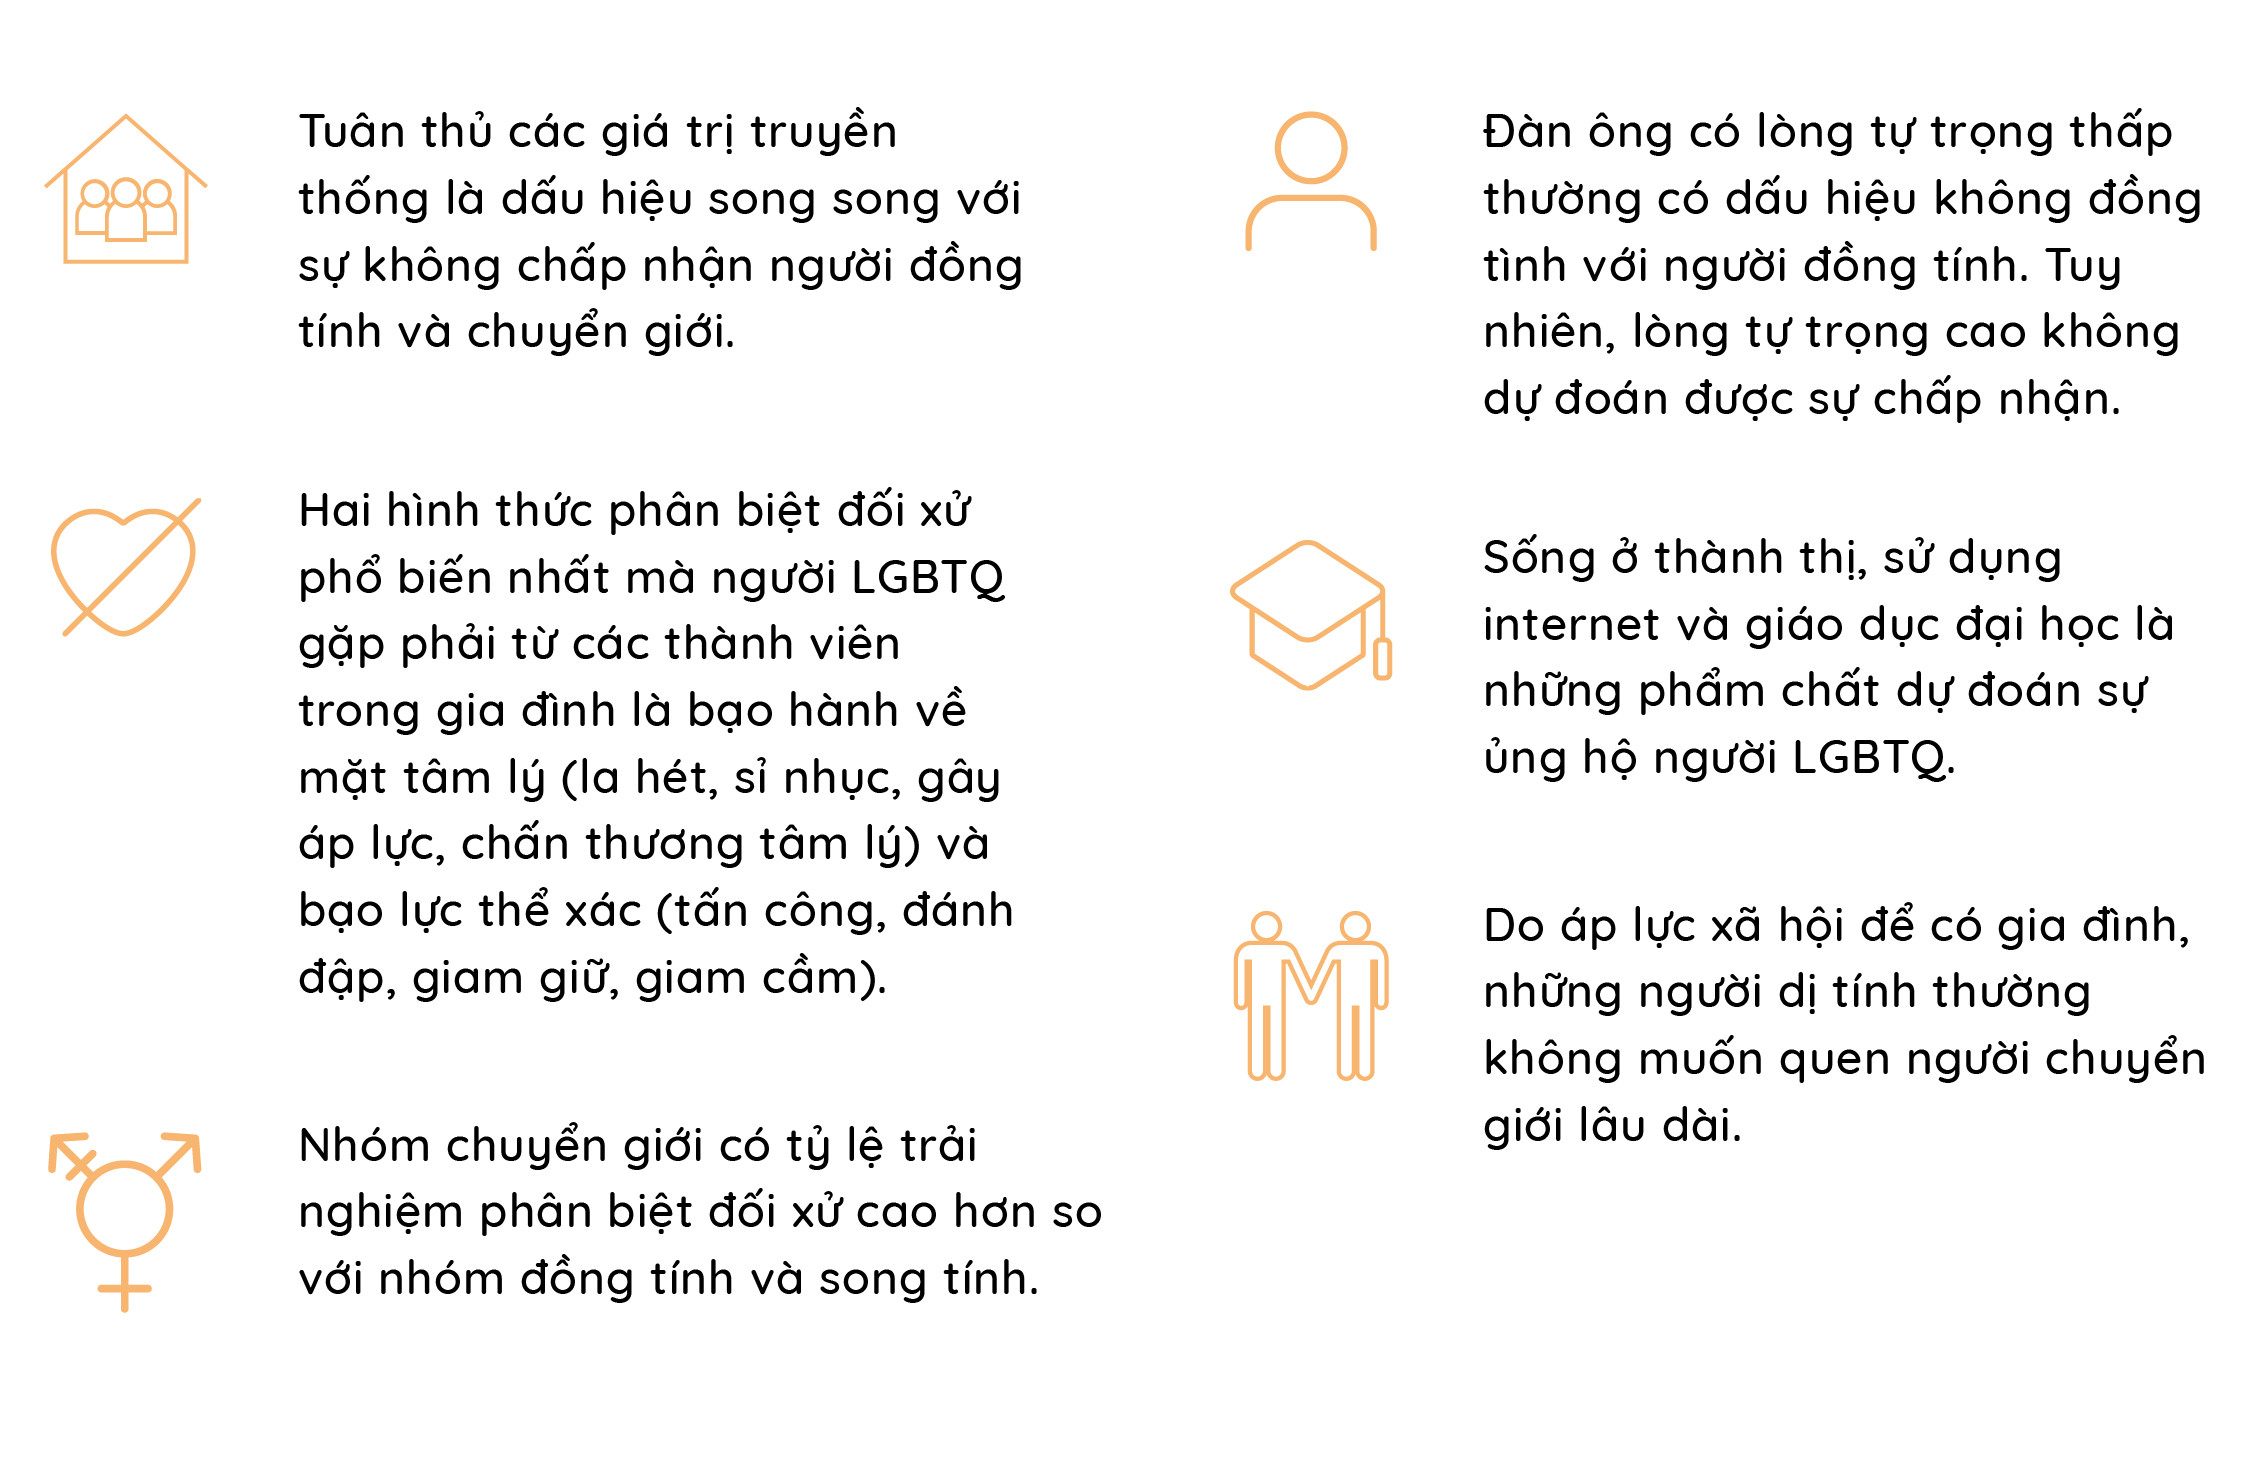 Tuân thủ các giá trị truyền
thống là dấu hiệu song song với
sự không chấp nhận người đồng
tính và chuyển giới.
Hai hình thức phân biệt đối xử
phổ biến nhất mà người LGBTQ
gặp phải từ các thành viên
trong gia đình là bạo hành về
mặt tâm lý (la hét, sỉ nhục, gây
áp lực, chấn thương tâm lý) và
bạo lực thể xác (tấn công, đánh
đập, giam giữ, giam cầm).
Nhóm chuyển giới có tỷ lệ trải
nghiệm phân biệt đối xử cao hơn so
với nhóm đồng tính và song tính.
Đàn ông có lòng tự trọng thấp
thường có dấu hiệu không đồng
tình với người đồng tính. Tuy
nhiên, lòng tự trọng cao không
dự đoán được sự chấp nhận.
Sống ở thành thị, sử dụng
internet và giáo dục đại học là
những phẩm chất dự đoán sự
ủng hộ người LGBTQ.
Do áp lực xã hội để có gia đình,
những người dị tính thường
không muốn quen người chuyển
giới lâu dài.